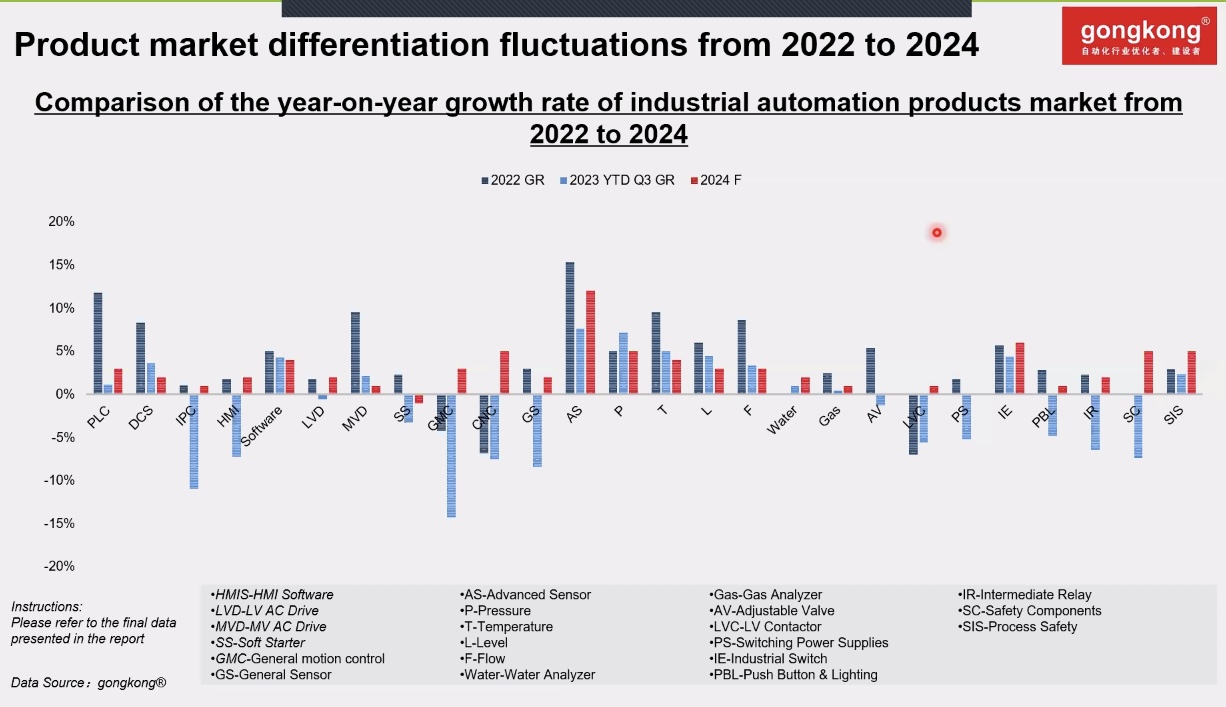 Product market differentiation fluctuations from 2022 to 2024
gongkong®
自动化行业优化者、建设者
Comparison of the year-on-year growth rate of industrial automation products market from
2022 to 2024
2022 GR 2023 YTD Q3 GR 2024 F
20%
15%
10%
5%
0%
-5%
-10%
-15%
-20%
PLC DCS IPC HMI Software LVD MVD SS GMC CNC GS AS P T L F Water Gas AV LVC PS IE PBL IR SC SIS
Instructions:
Please refer to the final data
presented in the report
Data Source：gongkong®
•HMIS-HMI Software
•LVD-LV AC Drive
•MVD-MV AC Drive
•SS-Soft Starter
•GMC-General motion control
•GS-General Sensor
•AS-Advanced Sensor
•P-Pressure
•T-Temperature
•L-Level
•F-Flow
•Water-Water Analyzer
•Gas-Gas Analyzer
•AV-Adjustable Valve
•LVC-LV Contactor
•PS-Switching Power Supplies
•IE-Industrial Switch
•PBL-Push Button & Lighting
•IR-Intermediate Relay
•SC-Safety Components
•SIS-Process Safety